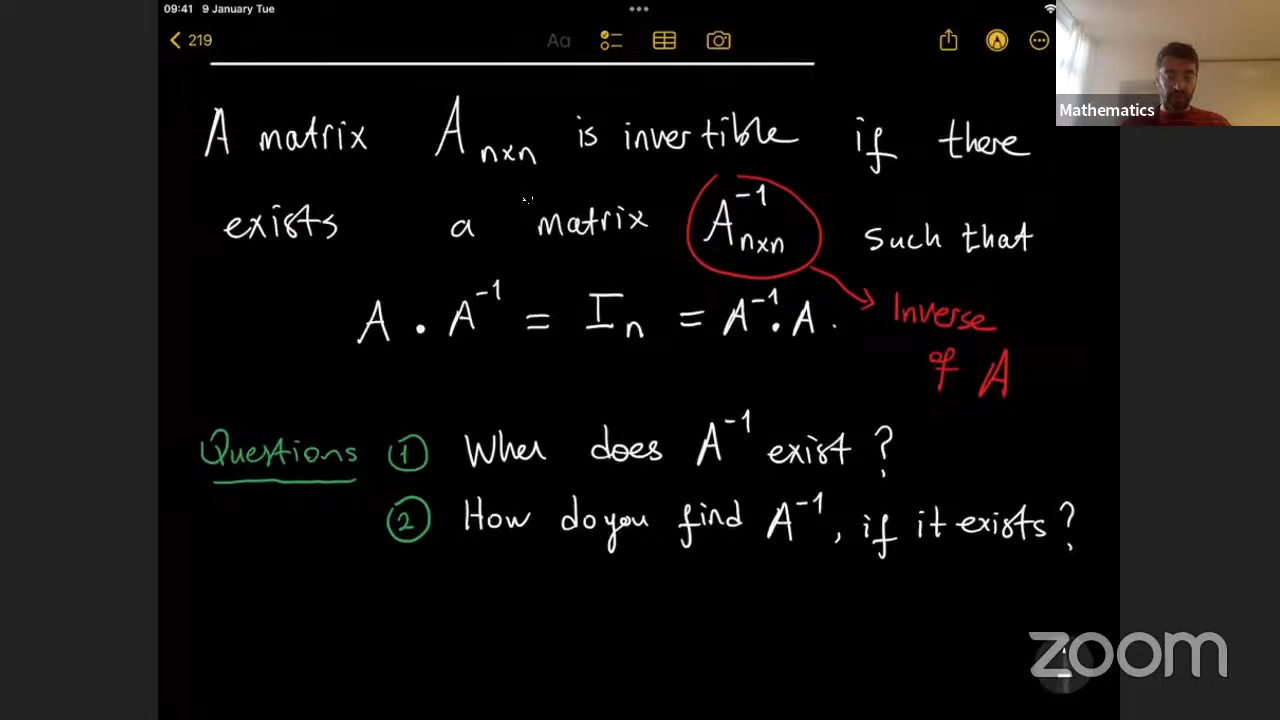 09:41 9 January Tue
219
Aa
Mathematics
A matrix A n×n is invertible if there
exists a matrix A⁻¹ n×n such that
A · A⁻¹ = Iₙ = A⁻¹ · A.
Inverse
of A
Questions ① When does A⁻¹ exist?
② How do you find A⁻¹, if it exists?
zoom